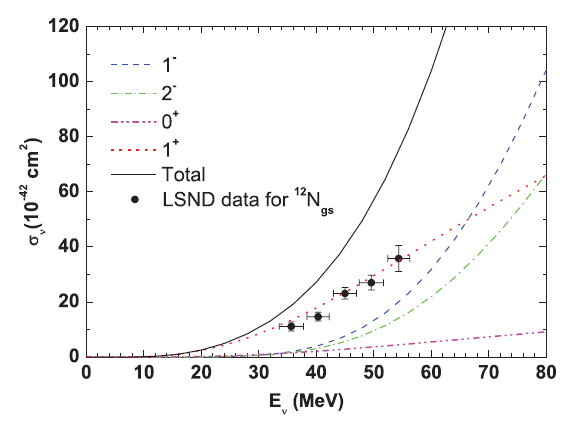 120
100
80
60
40
20
0
σν(10⁻⁴² cm²)
1⁻
2⁻
0⁺
1⁺
Total
LSND data for ¹²Ngs
0 10 20 30 40 50 60 70 80
Eν (MeV)